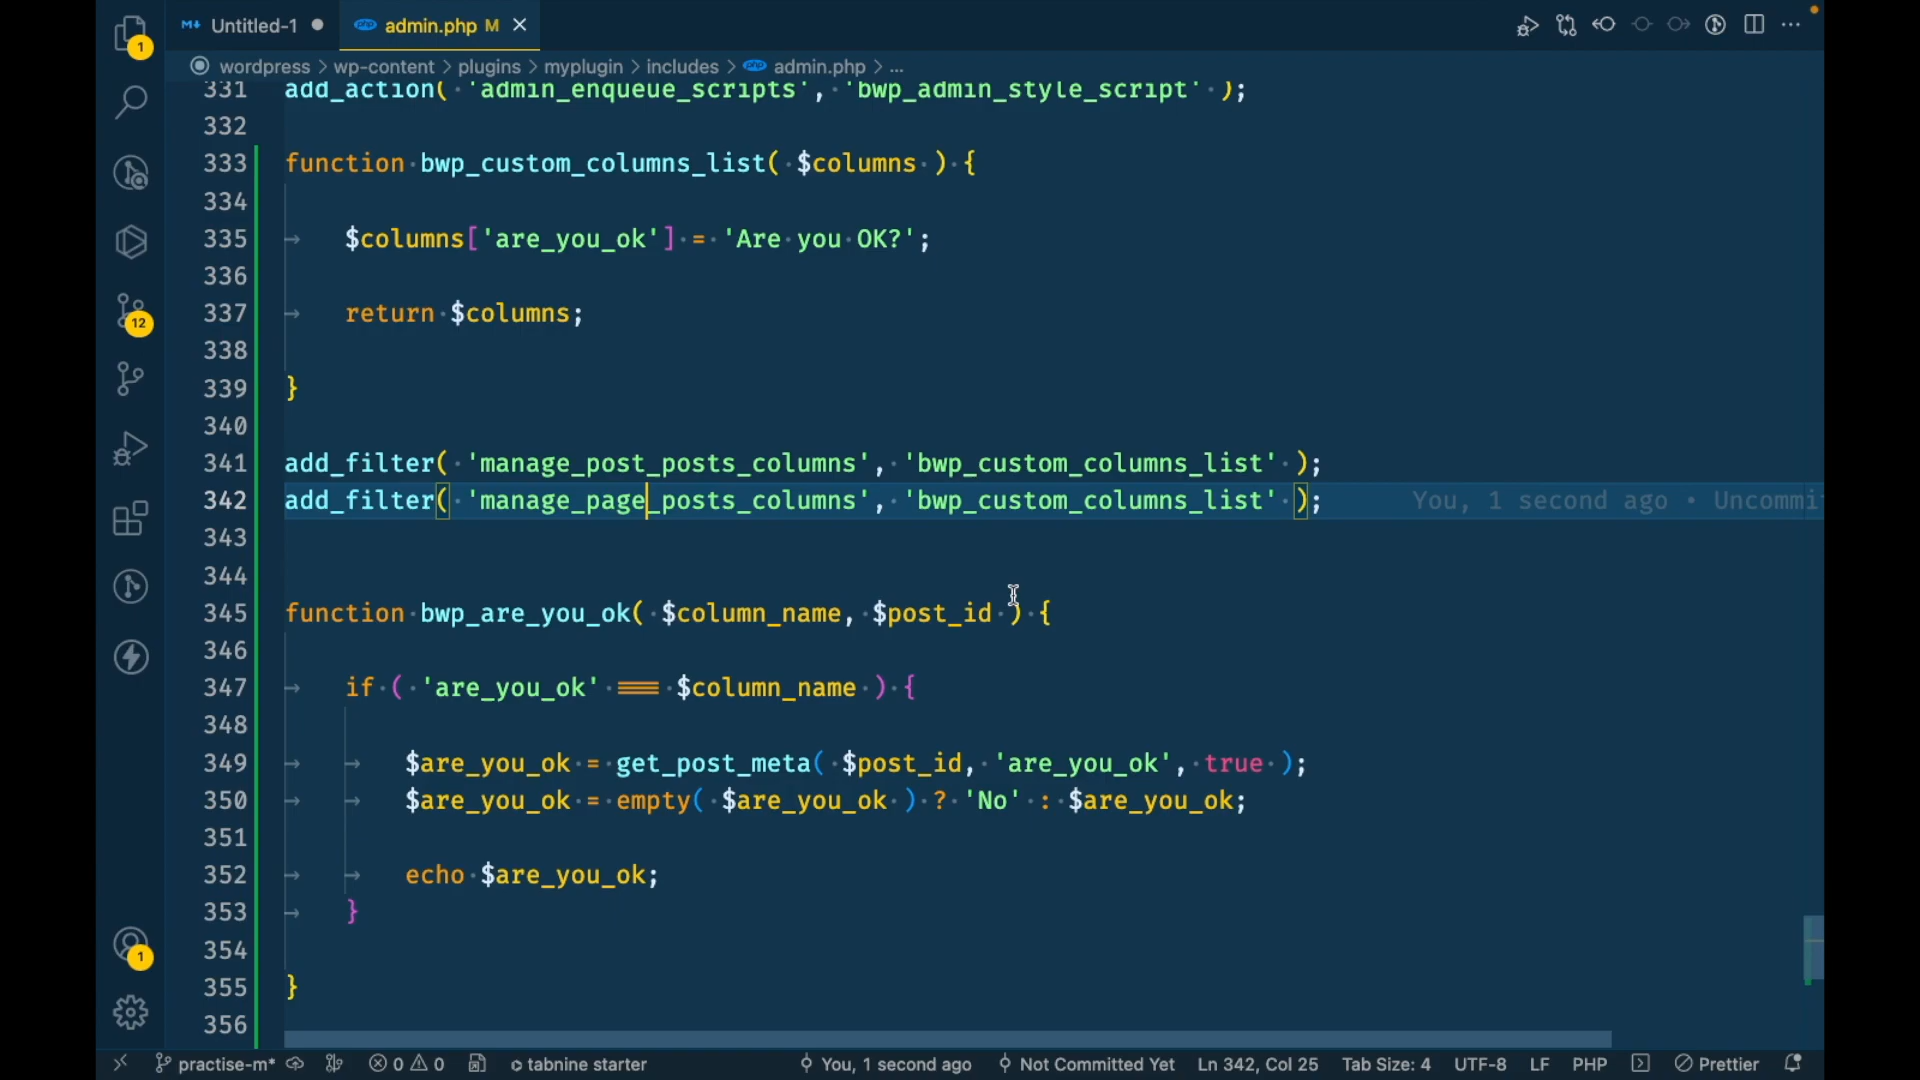 Untitled-1
admin.php M
wordpress > wp-content > plugins > myplugin > includes > admin.php > ...
331 add_action( 'admin_enqueue_scripts', 'bwp_admin_style_script' );
332
333 function bwp_custom_columns_list( $columns ) {
334
335 $columns['are_you_ok'] = 'Are you OK?';
336
337 return $columns;
338
339 }
340
341 add_filter( 'manage_post_posts_columns', 'bwp_custom_columns_list' );
342 add_filter( 'manage_page_posts_columns', 'bwp_custom_columns_list' ); You, 1 second ago • Uncommi
343
344
345 function bwp_are_you_ok( $column_name, $post_id ) {
346
347 if ( 'are_you_ok' === $column_name ) {
348
349 $are_you_ok = get_post_meta( $post_id, 'are_you_ok', true );
350 $are_you_ok = empty( $are_you_ok ) ? 'No' : $are_you_ok;
351
352 echo $are_you_ok;
353 }
354
355 }
356
1
12
1
practise-m* 0 0 tabnine starter You, 1 second ago Not Committed Yet Ln 342, Col 25 Tab Size: 4 UTF-8 LF PHP Prettier